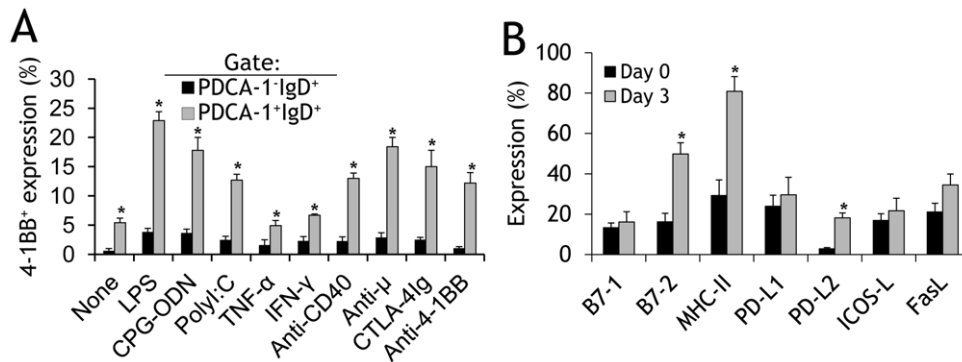 A
Gate:
PDCA-1⁻IgD⁺
PDCA-1⁺IgD⁺
4-1BB⁺ expression (%)
30
25
20
15
10
5
0
* * * * * * * * * *
None
LPS
CPG-ODN
PolyI:C
TNF-α
IFN-γ
Anti-CD40
Anti-μ
CTLA-4Ig
Anti-4-1BB
B
Day 0
Day 3
Expression (%)
100
80
60
40
20
0
* * *
B7-1
B7-2
MHC-II
PD-L1
PD-L2
ICOS-L
FasL